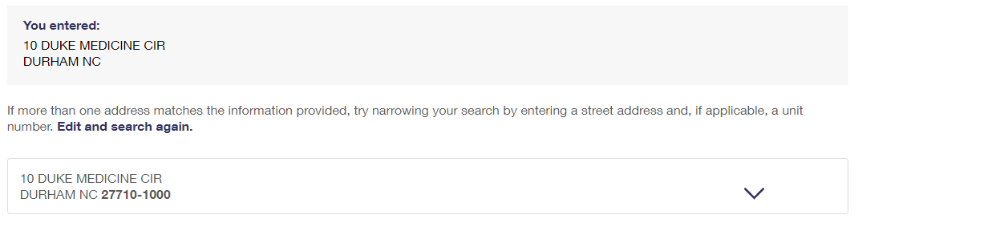 You entered:
10 DUKE MEDICINE CIR
DURHAM NC
If more than one address matches the information provided, try narrowing your search by entering a street address and, if applicable, a unit
number. Edit and search again.
10 DUKE MEDICINE CIR
DURHAM NC 27710-1000